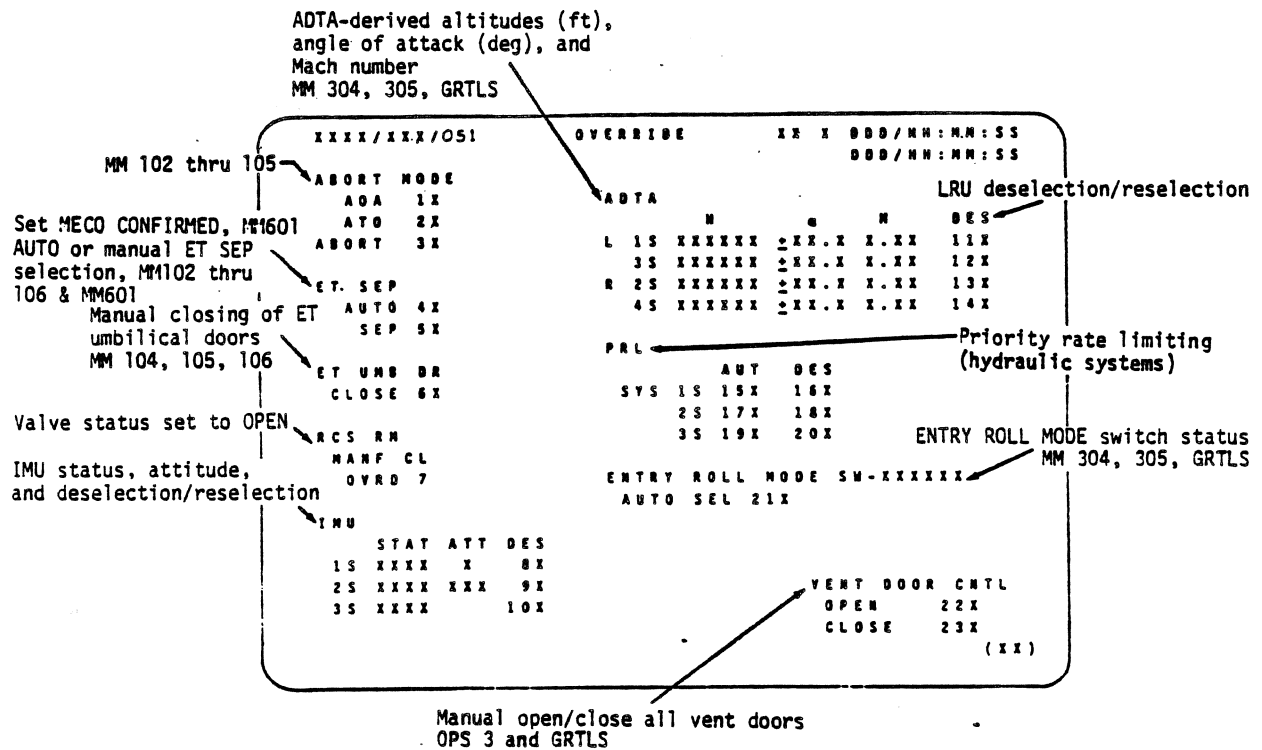 ADTA-derived altitudes (ft),
angle of attack (deg), and
Mach number
MM 304, 305, GRTLS
XXXX/XXX/051 OVERRIDE XX X DDD/HH:MM:SS
DDD/HH:MM:SS
MM 102 thru 105
ABORT MODE
AOA 1X
ATO 2X
ABORT 3X
Set MECO CONFIRMED, MM601
AUTO or manual ET SEP
selection, MM102 thru
106 & MM601
ET. SEP
AUTO 4X
SEP 5X
Manual closing of ET
umbilical doors
MM 104, 105, 106
ET UMB DR
CLOSE 6X
Valve status set to OPEN
RCS RM
MANF CL
OVRD 7
IMU status, attitude,
and deselection/reselection
IMU
STAT ATT DES
1S XXXX X 8X
2S XXXX XXX 9X
3S XXXX 10X
LRU deselection/reselection
ADTA
H α M DES
L 1S XXXXXX ±XX.X X.XX 11X
3S XXXXXX ±XX.X X.XX 12X
R 2S XXXXXX ±XX.X X.XX 13X
4S XXXXXX ±XX.X X.XX 14X
Priority rate limiting
(hydraulic systems)
PRL
AUT DES
SYS 1S 15X 16X
2S 17X 18X
3S 19X 20X
ENTRY ROLL MODE switch status
MM 304, 305, GRTLS
ENTRY ROLL MODE SW-XXXXXX
AUTO SEL 21X
VENT DOOR CNTL
OPEN 22X
CLOSE 23X
(XX)
Manual open/close all vent doors
OPS 3 and GRTLS